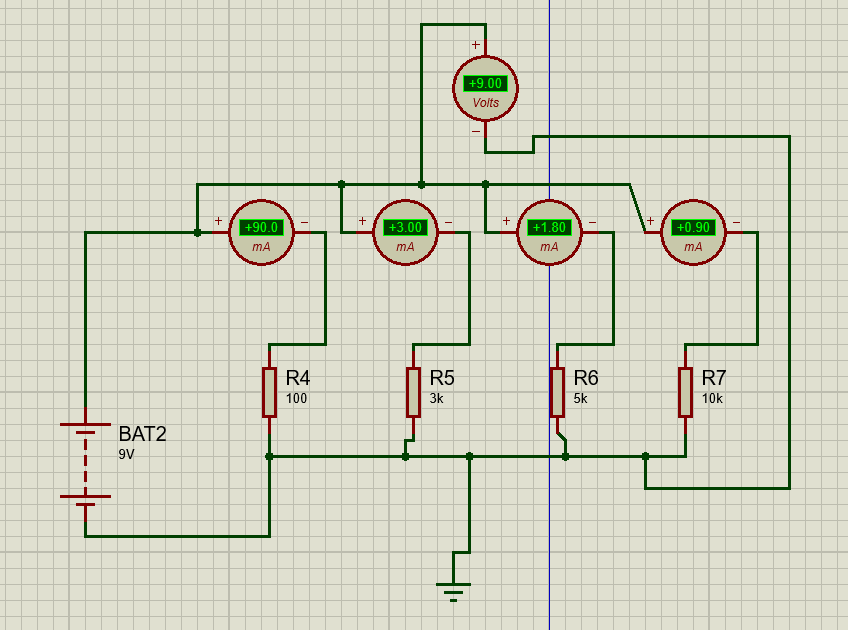 +
+9.00
Volts
−
+
+90.0
mA
−
+
+3.00
mA
−
+
+1.80
mA
−
+
+0.90
mA
−
R4
100
R5
3k
R6
5k
R7
10k
BAT2
9V